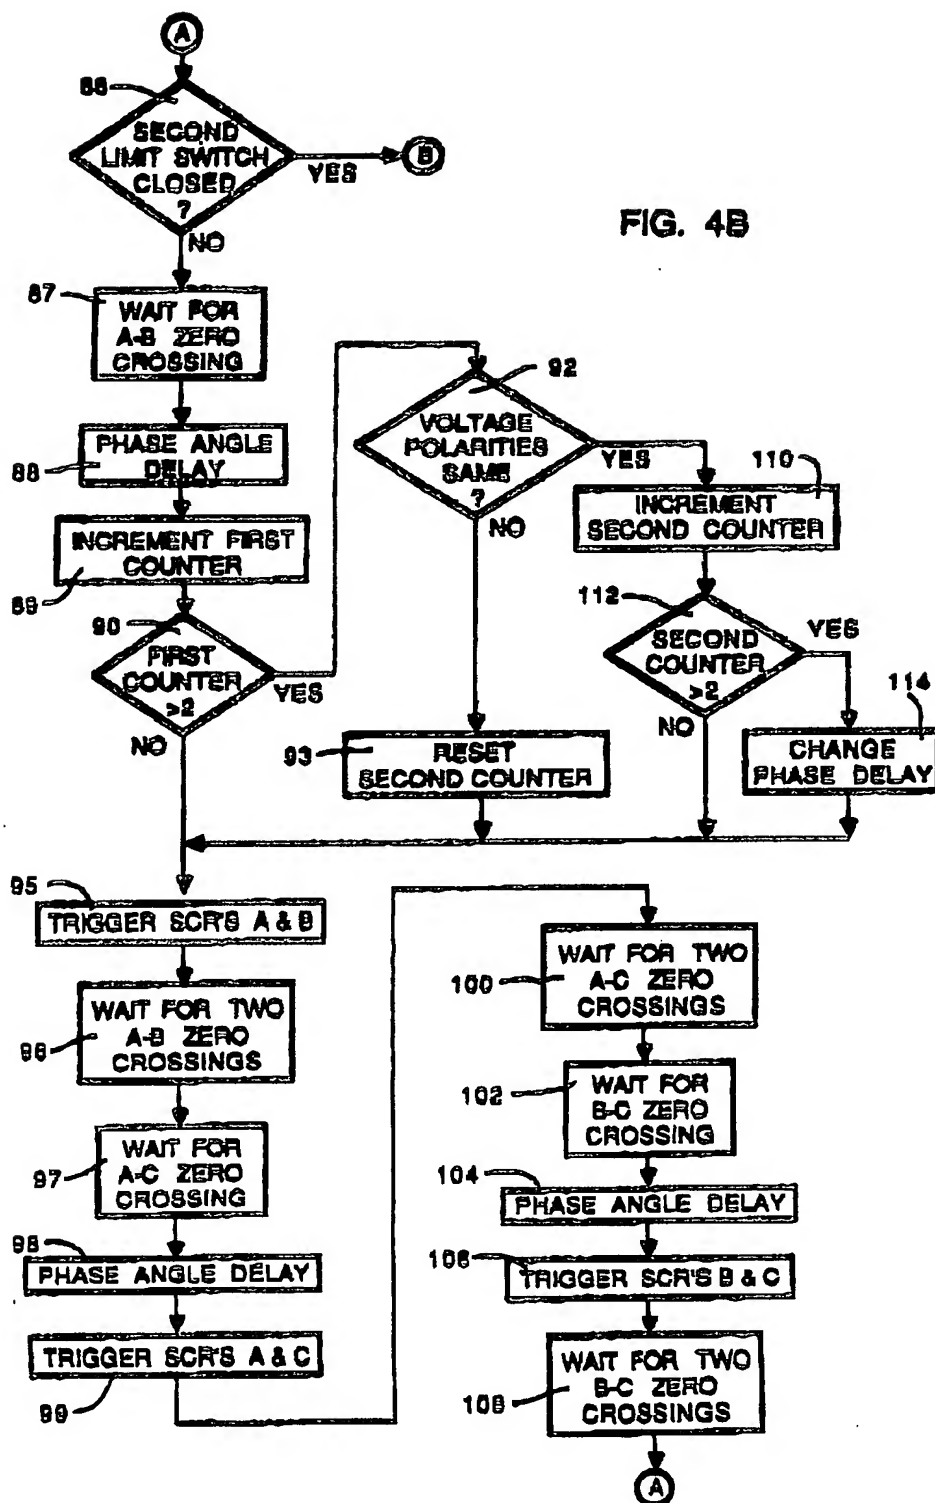 A
86
SECOND
LIMIT SWITCH
CLOSED
?
YES
B
NO
FIG. 4B
87
WAIT FOR
A-B ZERO
CROSSING
88
PHASE ANGLE
DELAY
INCREMENT FIRST
COUNTER
89
90
FIRST
COUNTER
>2
YES
NO
92
VOLTAGE
POLARITIES
SAME
?
YES
NO
110
INCREMENT
SECOND COUNTER
112
SECOND
COUNTER
>2
YES
NO
93
RESET
SECOND COUNTER
114
CHANGE
PHASE DELAY
95
TRIGGER SCR'S A & B
96
WAIT FOR TWO
A-B ZERO
CROSSINGS
97
WAIT FOR
A-C ZERO
CROSSING
98
PHASE ANGLE DELAY
TRIGGER SCR'S A & C
99
100
WAIT FOR TWO
A-C ZERO
CROSSINGS
102
WAIT FOR
B-C ZERO
CROSSING
104
PHASE ANGLE DELAY
106
TRIGGER SCR'S B & C
108
WAIT FOR TWO
B-C ZERO
CROSSINGS
A